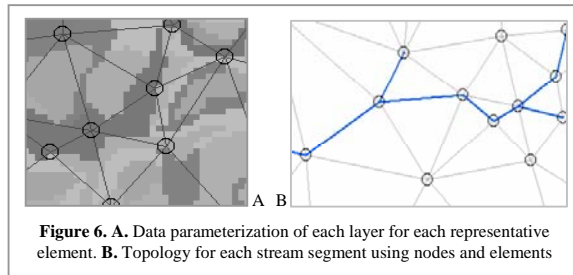 A B
Figure 6. A. Data parameterization of each layer for each representative
element. B. Topology for each stream segment using nodes and elements